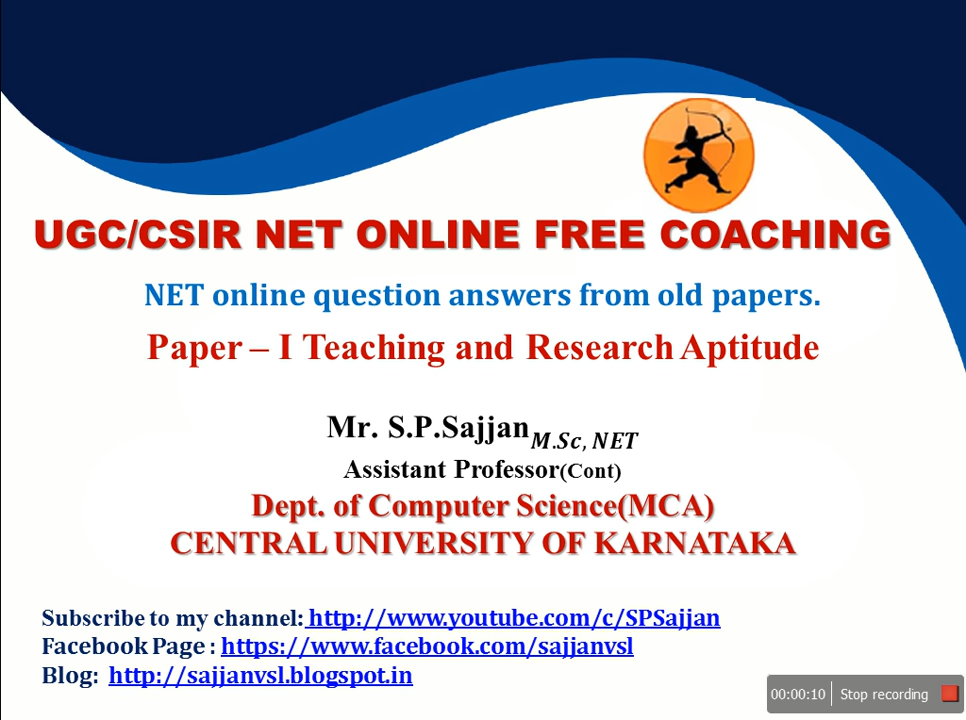 UGC/CSIR NET ONLINE FREE COACHING
NET online question answers from old papers.
Paper – I Teaching and Research Aptitude
Mr. S.P.Sajjan M.Sc, NET
Assistant Professor(Cont)
Dept. of Computer Science(MCA)
CENTRAL UNIVERSITY OF KARNATAKA
Subscribe to my channel: http://www.youtube.com/c/SPSajjan
Facebook Page : https://www.facebook.com/sajjanvsl
Blog: http://sajjanvsl.blogspot.in
00:00:10 Stop recording